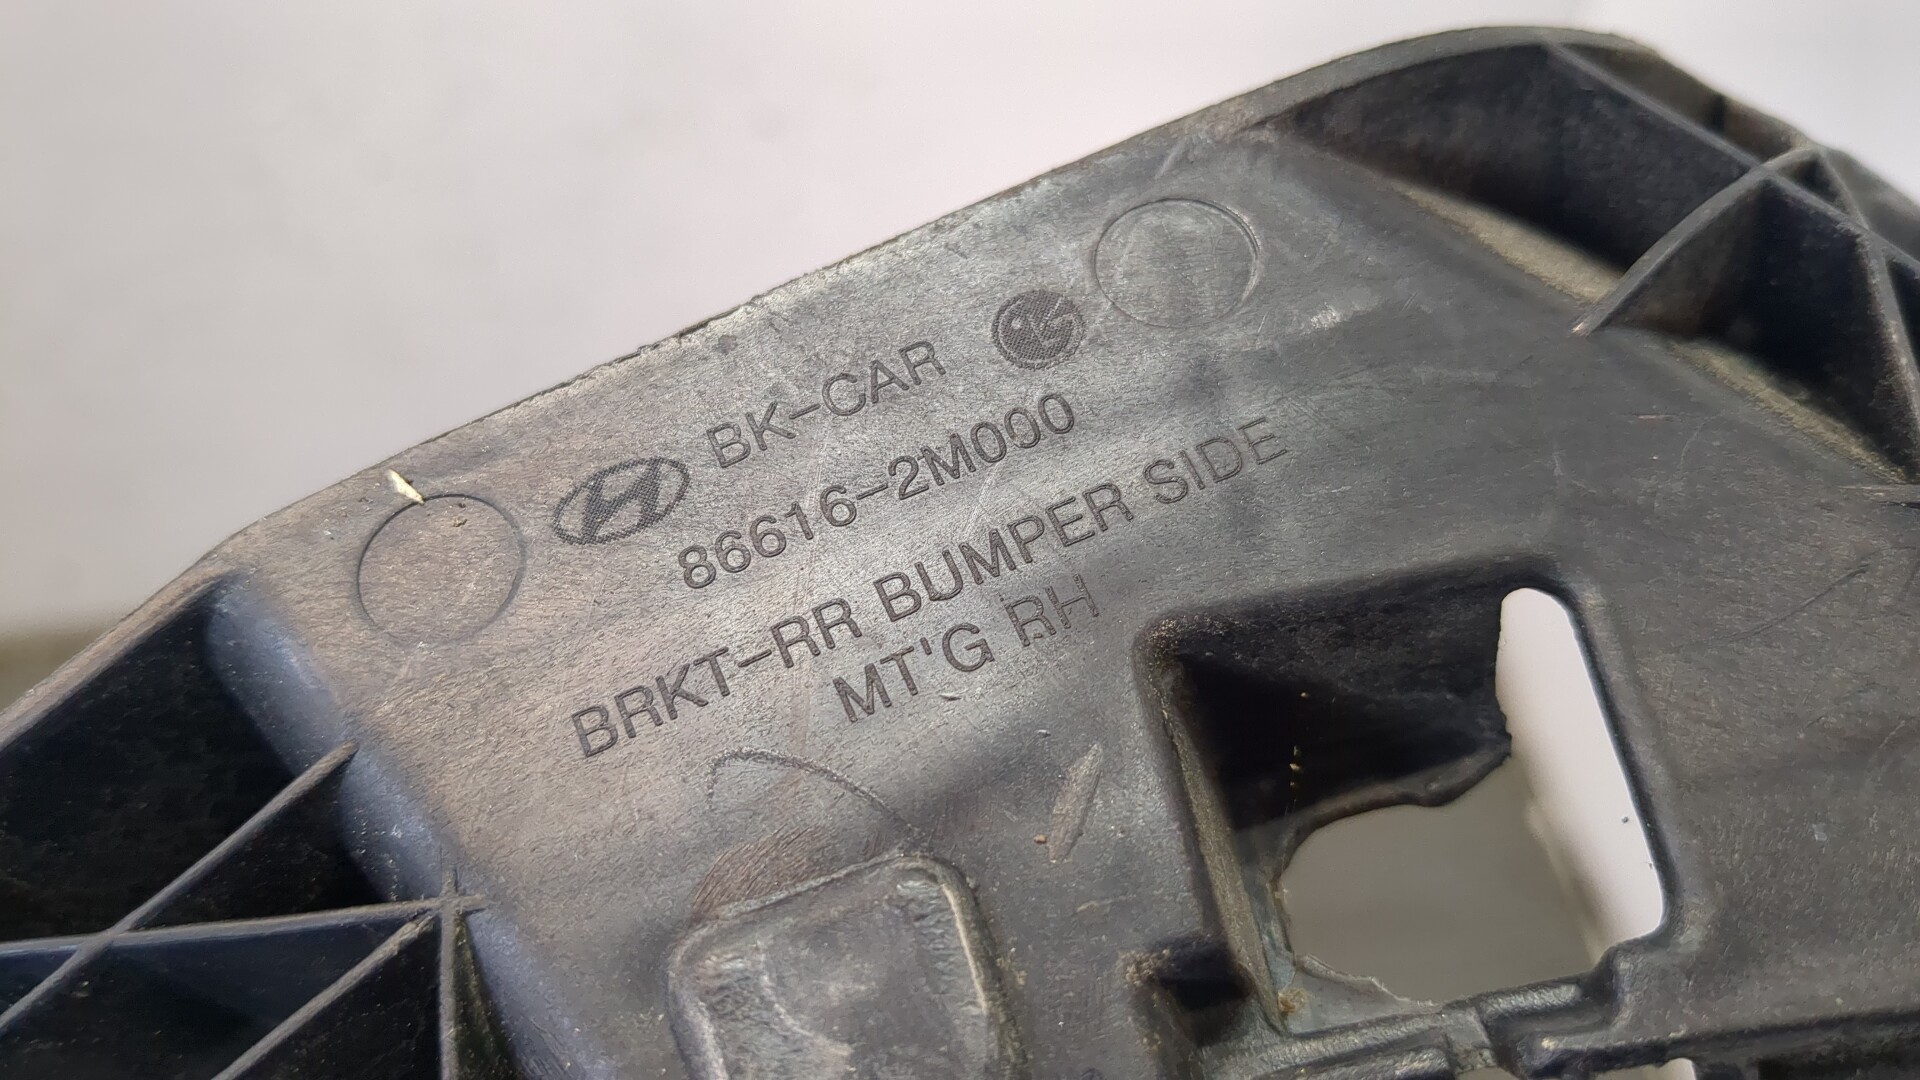 BK-CAR
86616-2M000
BRKT-RR BUMPER SIDE
MT'G RH